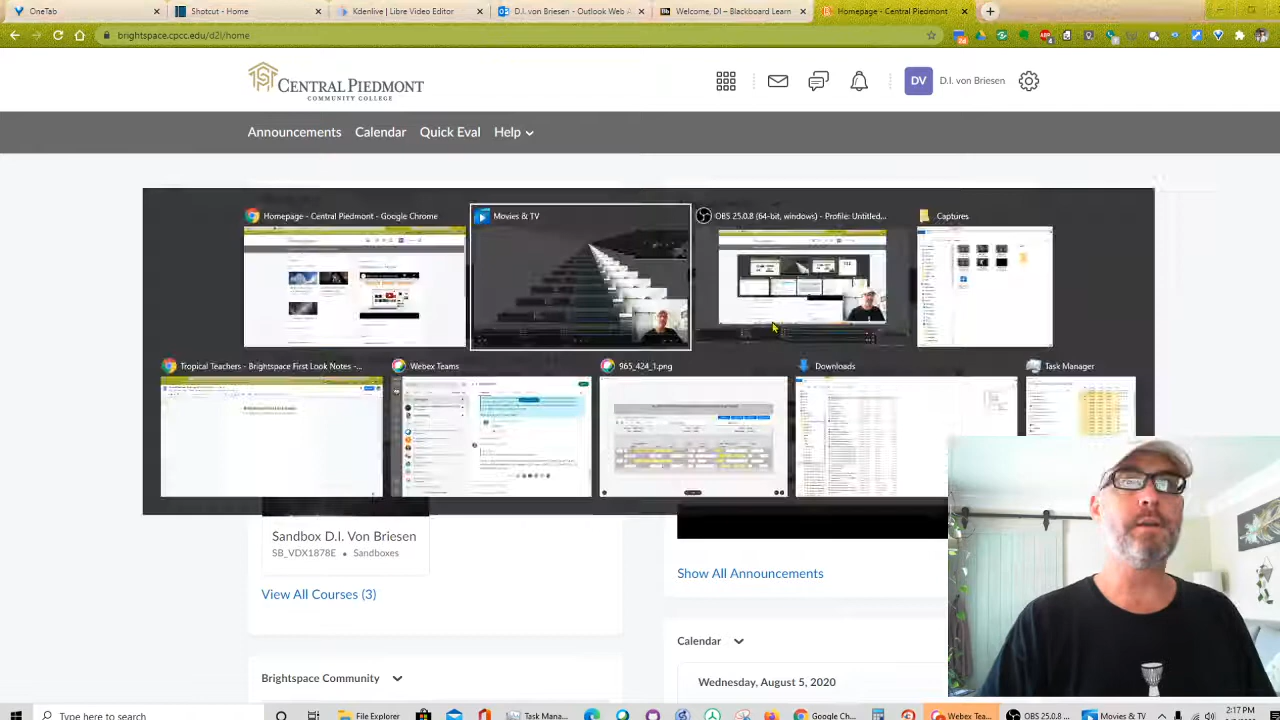 OneTab
Shotcut - Home
Kdenlive | Libre Video Editor
D.I. von Briesen - Outlook Web A
Welcome, DI – Blackboard Learn
Homepage - Central Piedmont
brightspace.cpcc.edu/d2l/home
CENTRAL PIEDMONT
COMMUNITY COLLEGE
DV
D.I. von Briesen
Announcements
Calendar
Quick Eval
Help
Homepage - Central Piedmont - Google Chrome
Movies & TV
OBS 25.0.8 (64-bit, windows) - Profile: Untitled...
Captures
Tropical Teachers - Brightspace First Look Notes -...
Webex Teams
965_424_1.png
Downloads
Task Manager
Sandbox D.I. Von Briesen
SB_VDX1878E • Sandboxes
View All Courses (3)
Show All Announcements
Calendar
Brightspace Community
Wednesday, August 5, 2020
2:17 PM
Type here to search
File Explorer
Task Mana...
Google Chr...
Webex Tea...
OBS 25.0.8 ...
Movies & TV